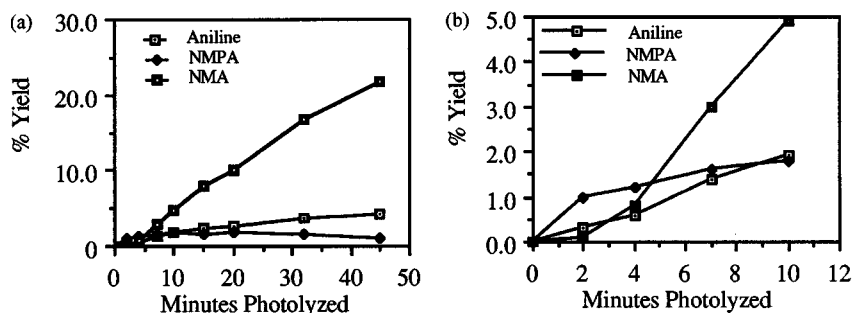 (a)
30.0
20.0
10.0
0
% Yield
Aniline
NMPA
NMA
0 10 20 30 40 50
Minutes Photolyzed
(b)
5.0
4.0
3.0
2.0
1.0
0.0
% Yield
Aniline
NMPA
NMA
0 2 4 6 8 10 12
Minutes Photolyzed